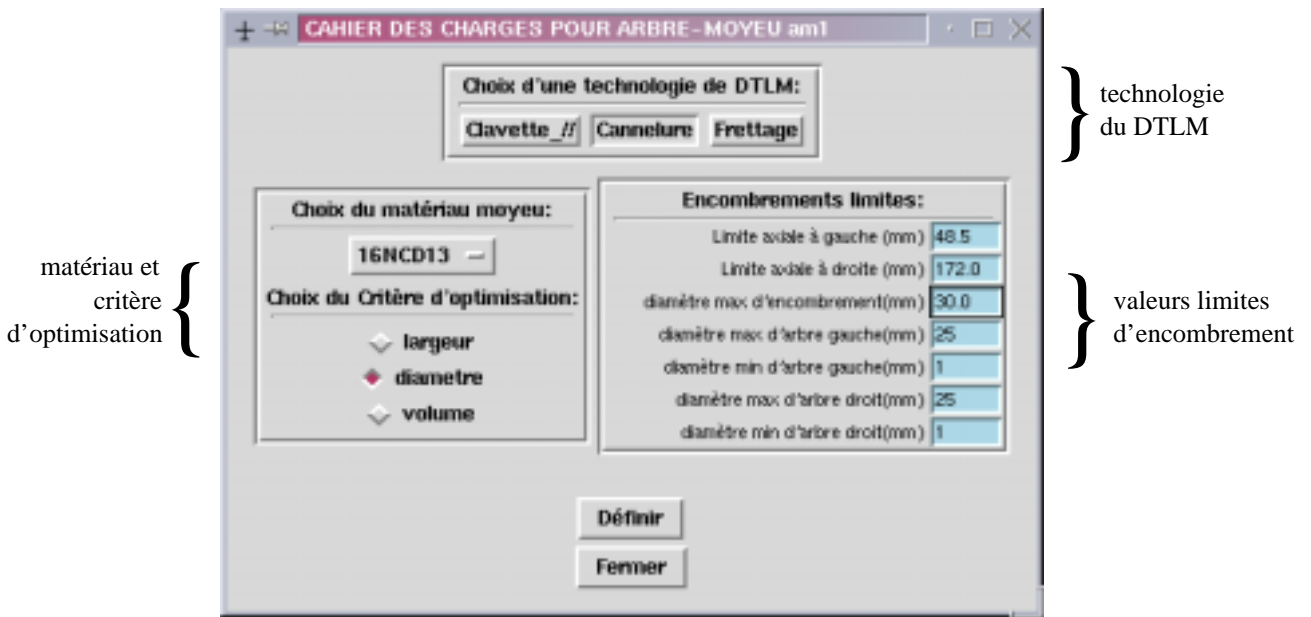 CAHIER DES CHARGES POUR ARBRE-MOYEU am1
Choix d'une technologie de DTLM:
Clavette_//
Cannelure
Frettage
technologie
du DTLM
Choix du matériau moyeu:
16NCD13
Choix du Critère d'optimisation:
largeur
diametre
volume
matériau et
critère
d'optimisation
Encombrements limites:
Limite axiale à gauche (mm) 48.5
Limite axiale à droite (mm) 172.0
diamètre max d'encombrement(mm) 30.0
diamètre max d'arbre gauche(mm) 25
diamètre min d'arbre gauche(mm) 1
diamètre max d'arbre droit(mm) 25
diamètre min d'arbre droit(mm) 1
valeurs limites
d'encombrement
Définir
Fermer